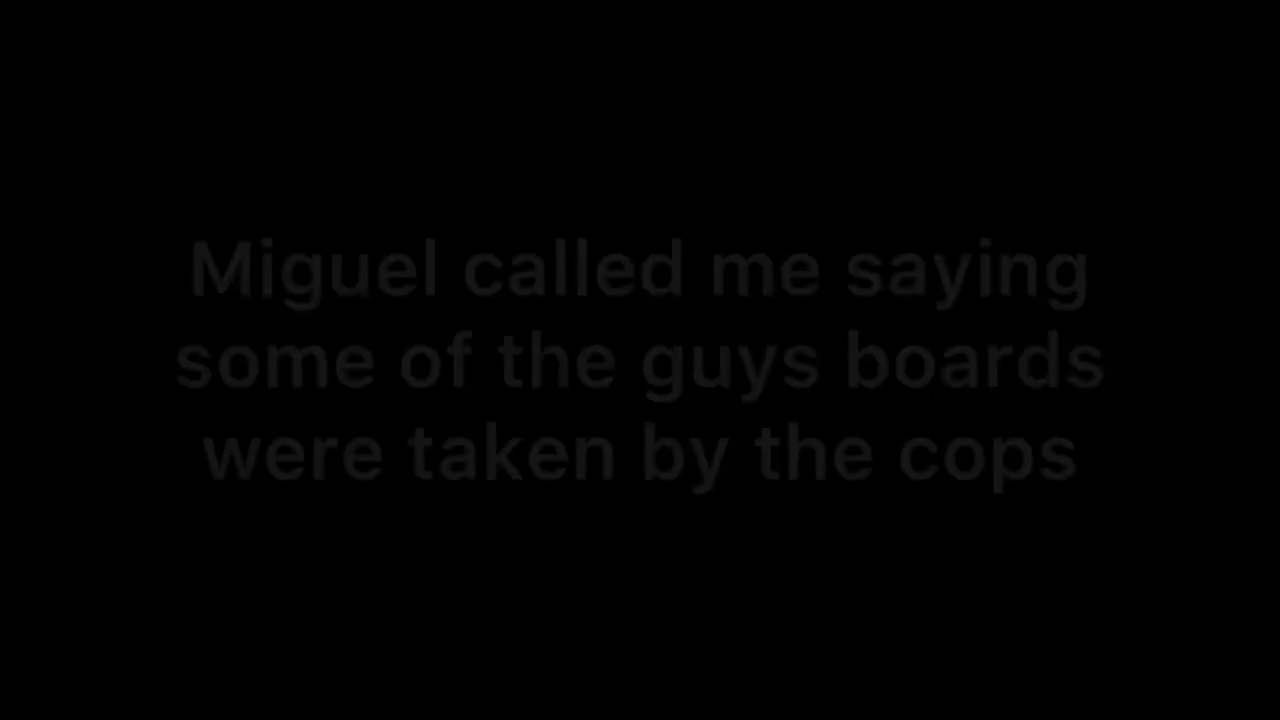 Miguel called me saying
some of the guys boards
were taken by the cops